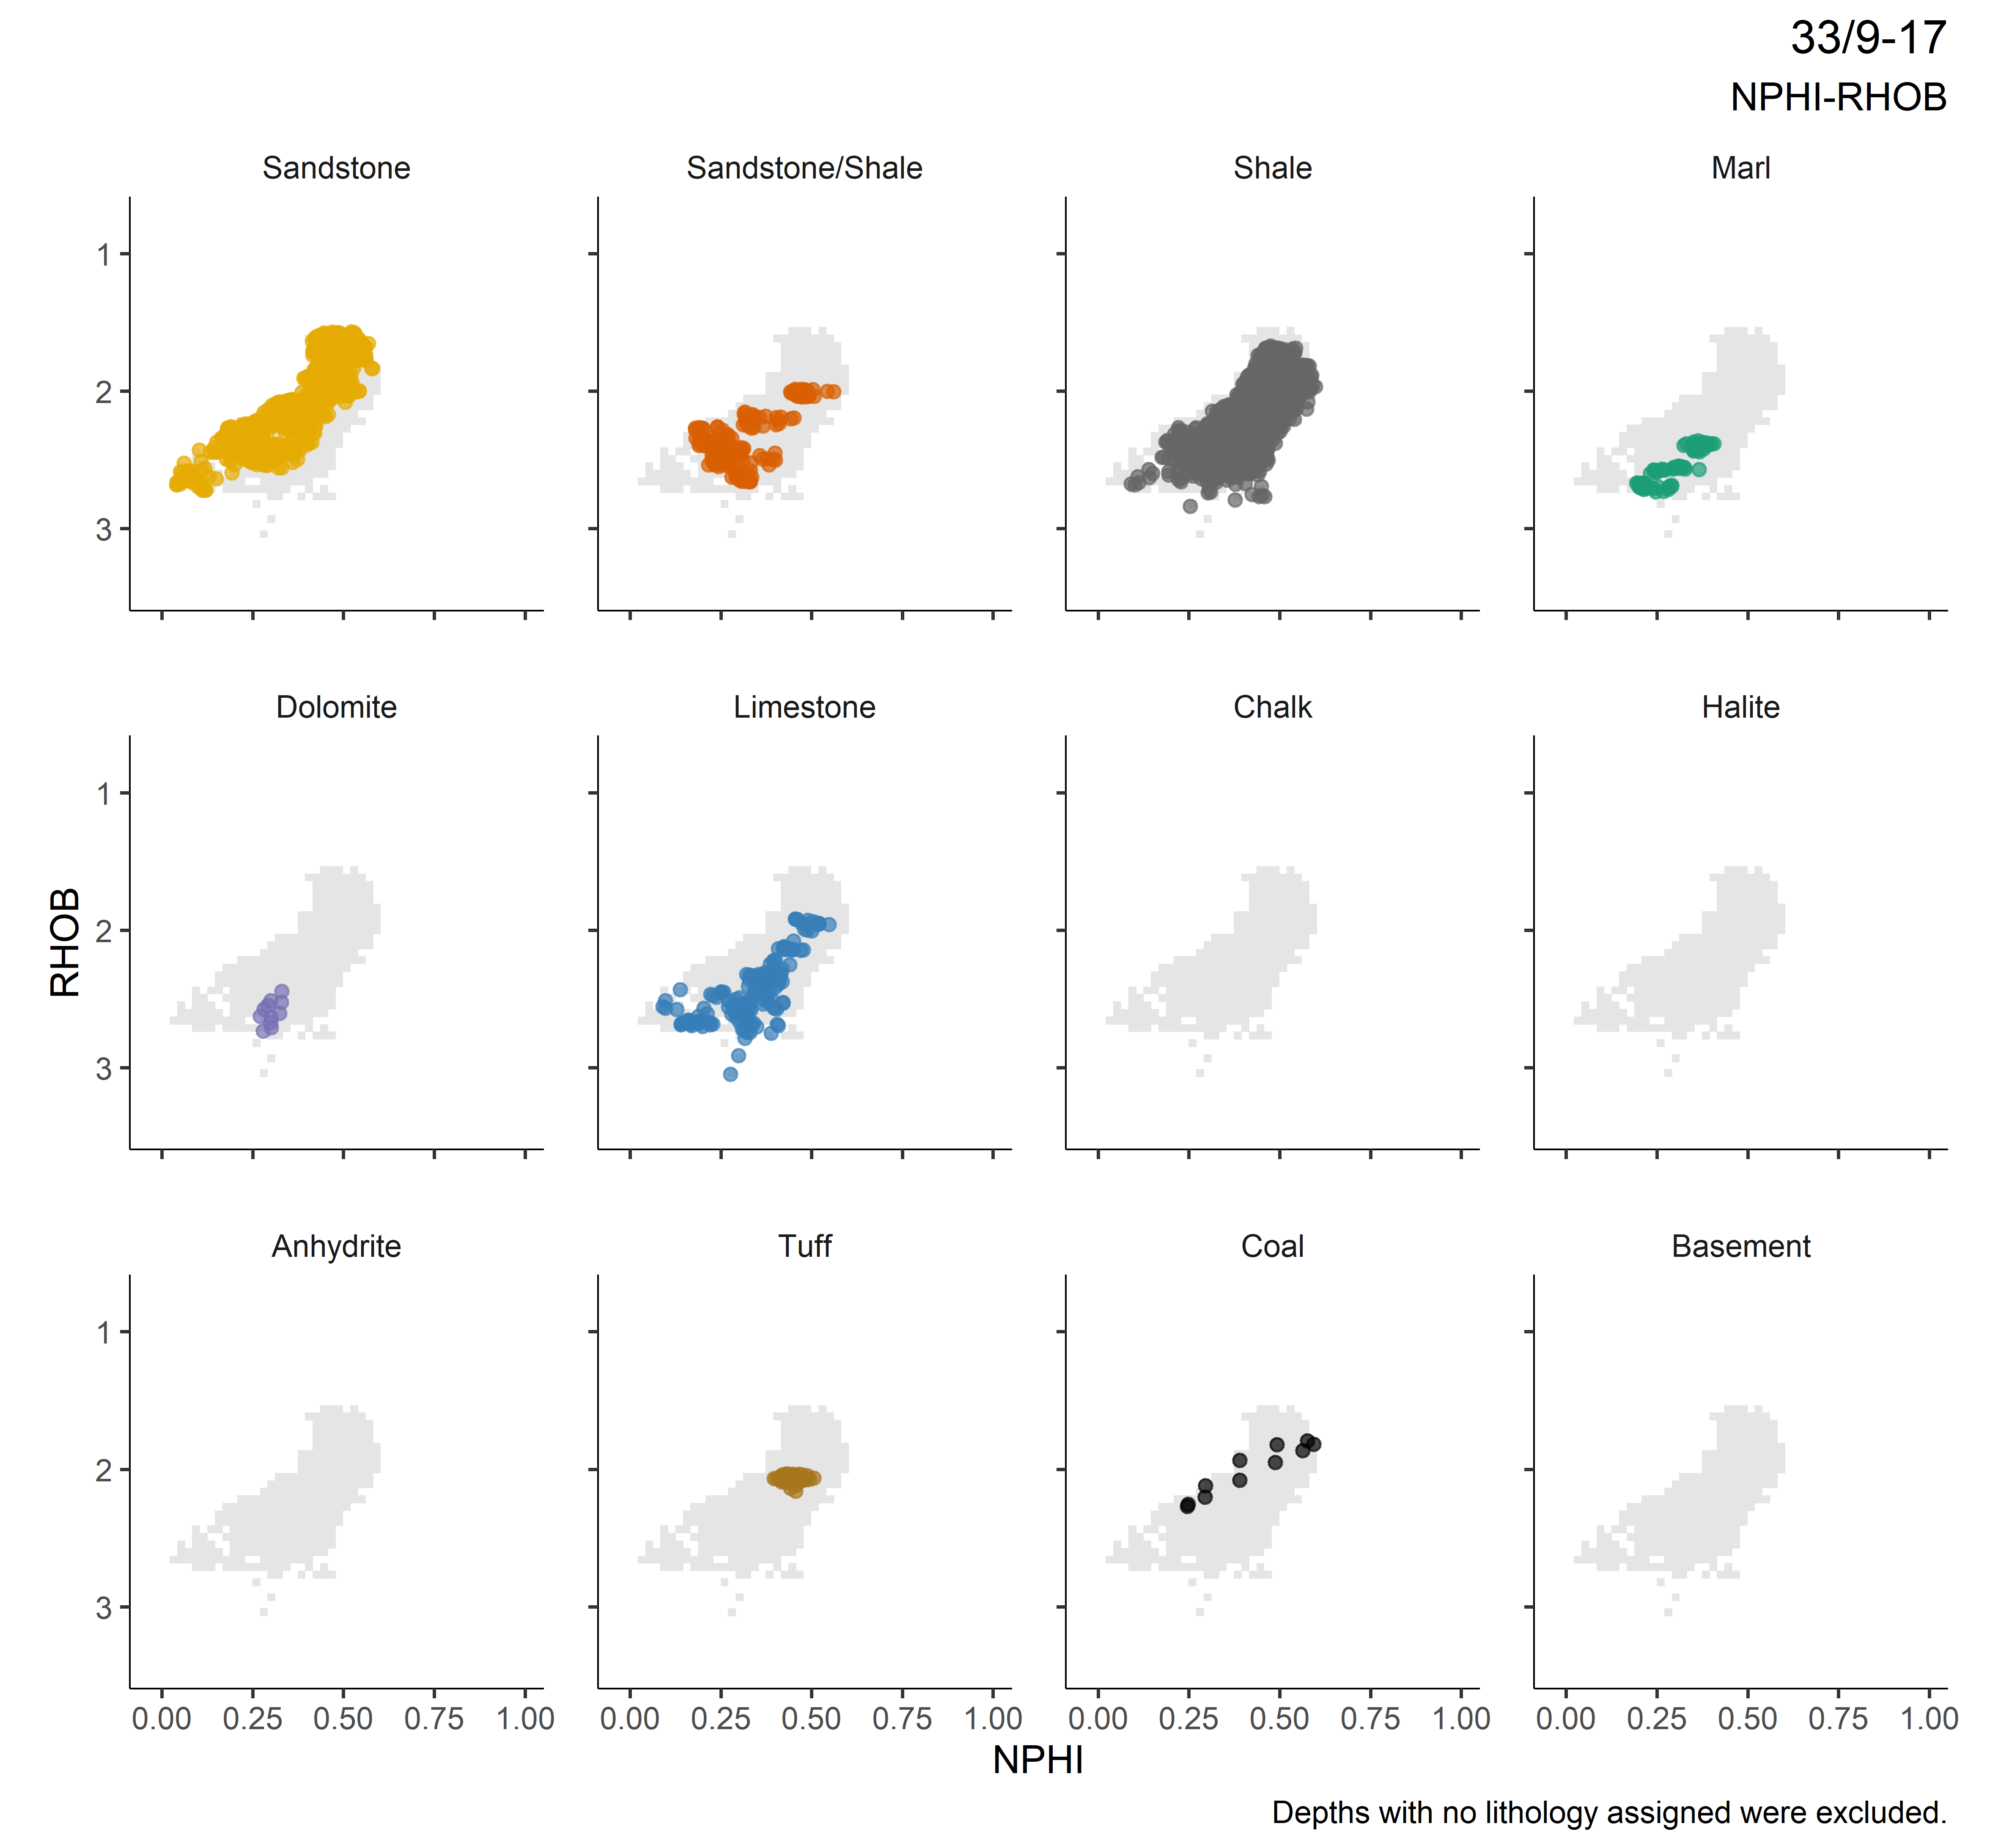 33/9-17
NPHI-RHOB
Sandstone Sandstone/Shale Shale Marl
1
2
3
Dolomite Limestone Chalk Halite
RHOB
1
2
3
Anhydrite Tuff Coal Basement
1
2
3
0.00 0.25 0.50 0.75 1.00 0.00 0.25 0.50 0.75 1.00 0.00 0.25 0.50 0.75 1.00 0.00 0.25 0.50 0.75 1.00
NPHI
Depths with no lithology assigned were excluded.